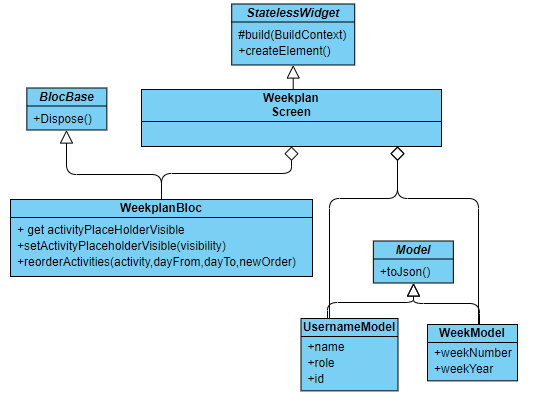 StatelessWidget
#build(BuildContext)
+createElement()
BlocBase
+Dispose()
Weekplan
Screen
WeekplanBloc
+ get activityPlaceHolderVisible
+setActivityPlaceholderVisible(visibility)
+reorderActivities(activity,dayFrom,dayTo,newOrder)
Model
+toJson()
UsernameModel
+name
+role
+id
WeekModel
+weekNumber
+weekYear